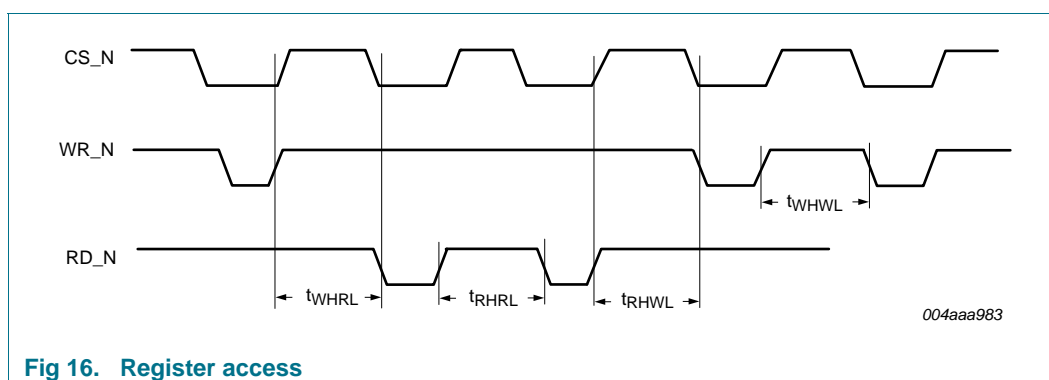 CS_N
WR_N
tWHWL
RD_N
tWHRL
tRHRL
tRHWL
004aaa983
Fig 16. Register access